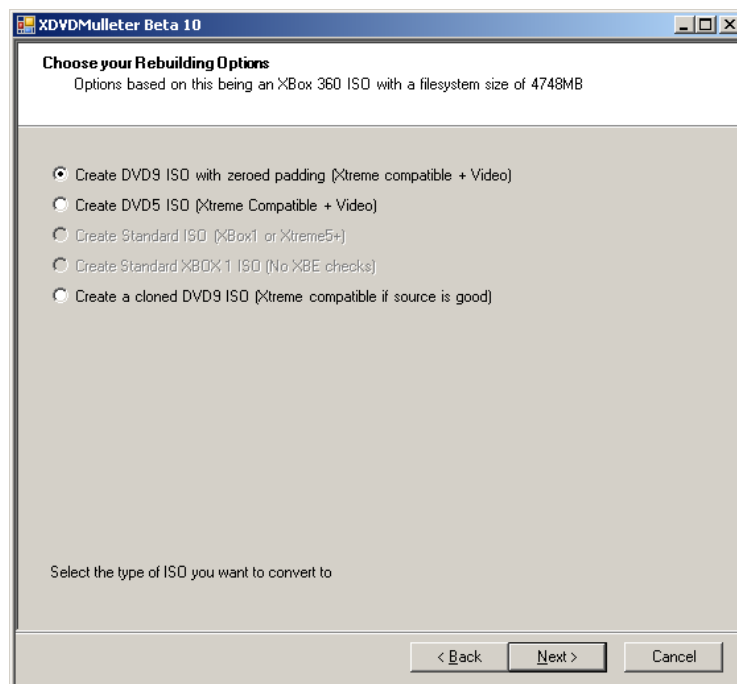 XDVDMulleter Beta 10
Choose your Rebuilding Options
Options based on this being an XBox 360 ISO with a filesystem size of 4748MB
Create DVD9 ISO with zeroed padding (Xtreme compatible + Video)
Create DVD5 ISO (Xtreme Compatible + Video)
Create Standard ISO (XBox1 or Xtreme5+)
Create Standard XBOX 1 ISO (No XBE checks)
Create a cloned DVD9 ISO (Xtreme compatible if source is good)
Select the type of ISO you want to convert to
< Back Next > Cancel